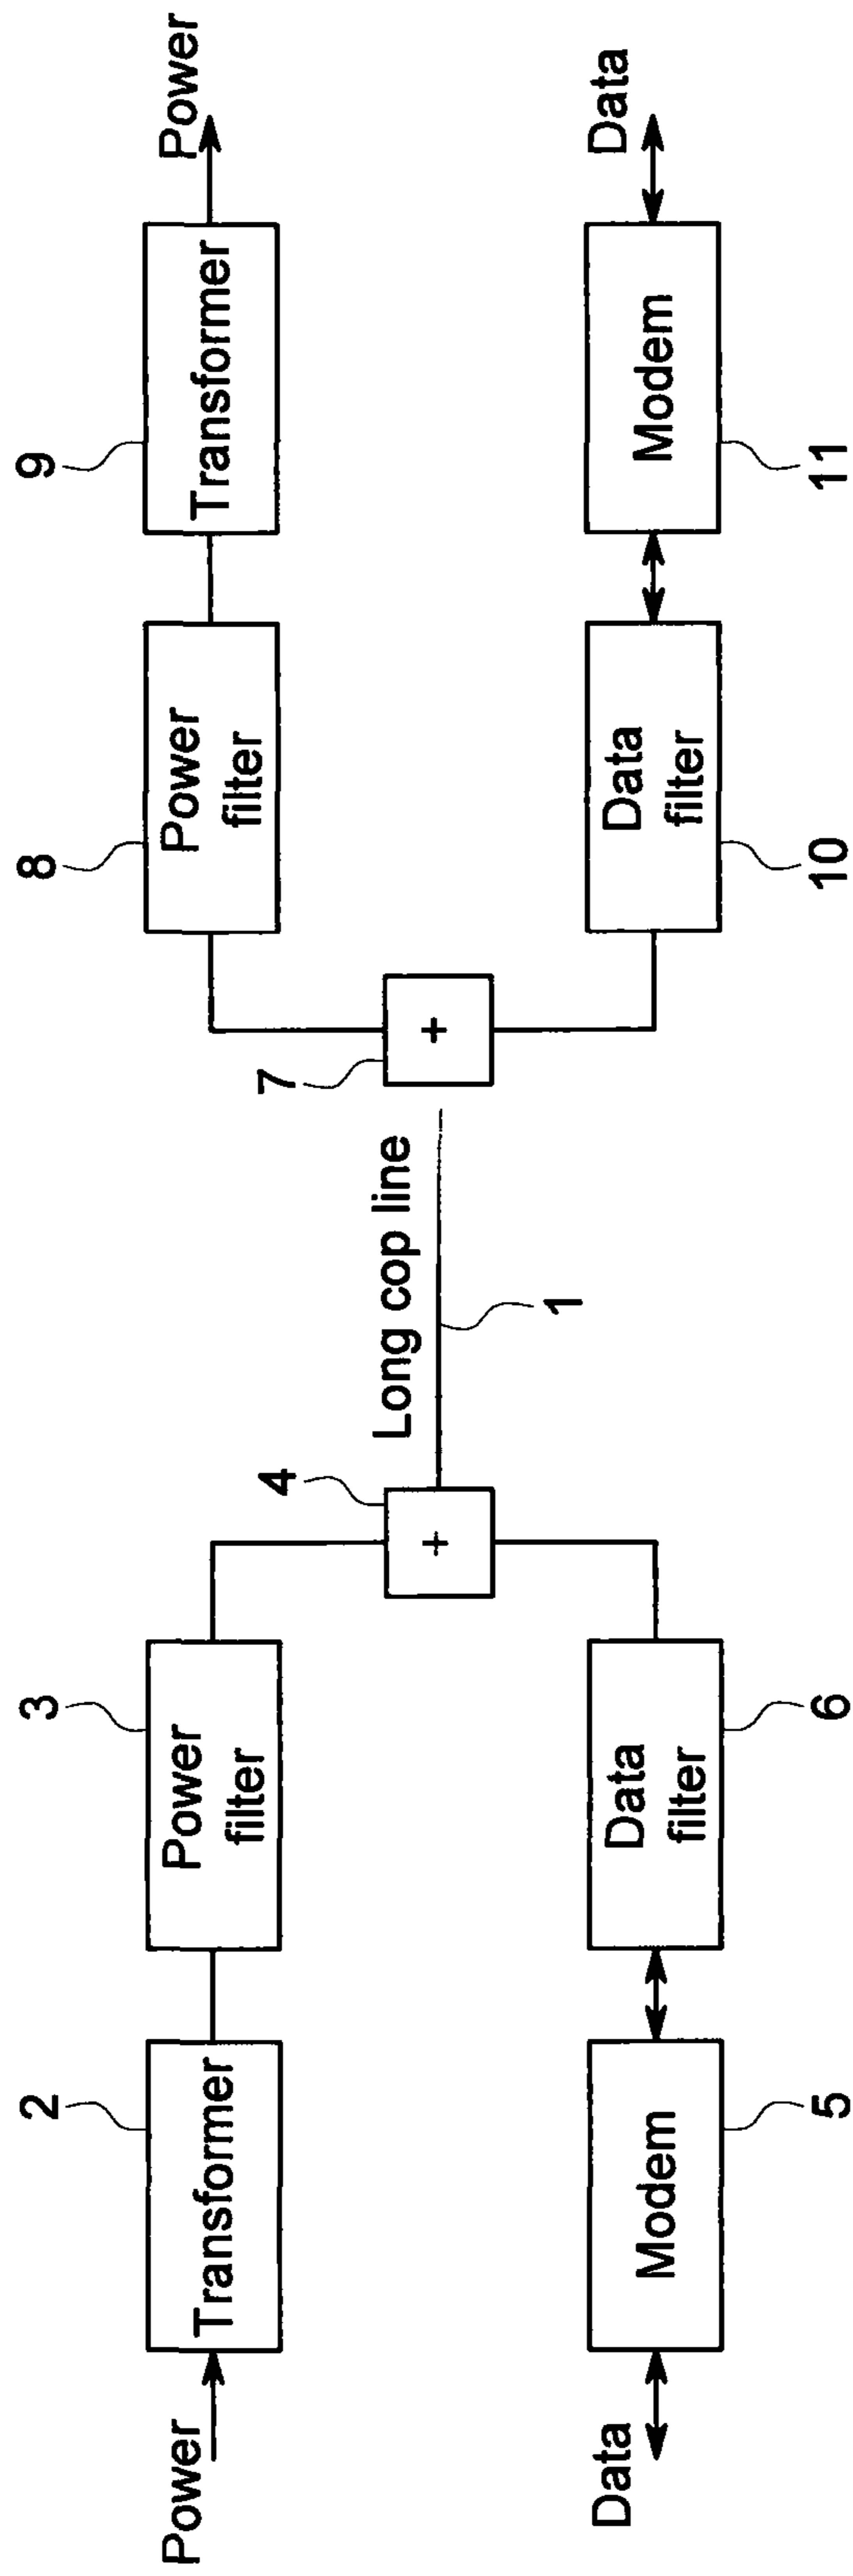 2
3
8
9
Power
Transformer
Power
filter
Power
filter
Transformer
Power
4
Long cop line
7
+
+
1
Data
Modem
Data
filter
Data
filter
Modem
Data
5
6
10
11